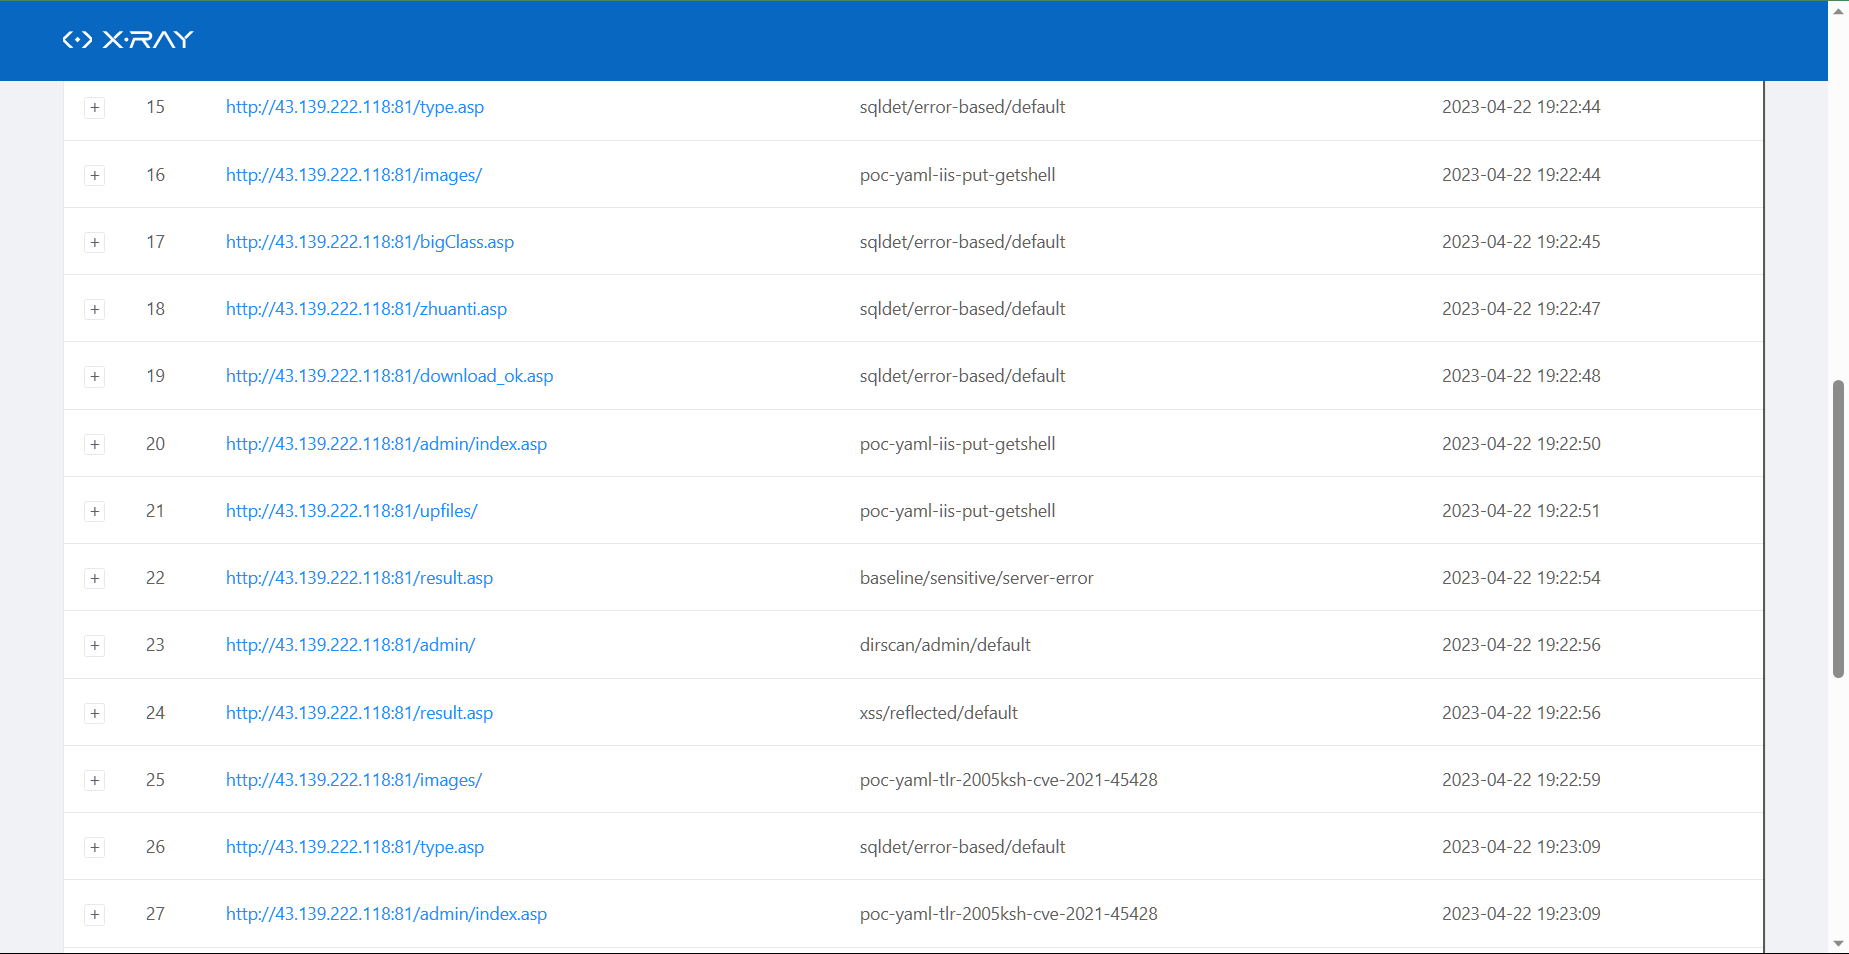 X·RAY
+ 15 http://43.139.222.118:81/type.asp sqldet/error-based/default 2023-04-22 19:22:44
+ 16 http://43.139.222.118:81/images/ poc-yaml-iis-put-getshell 2023-04-22 19:22:44
+ 17 http://43.139.222.118:81/bigClass.asp sqldet/error-based/default 2023-04-22 19:22:45
+ 18 http://43.139.222.118:81/zhuanti.asp sqldet/error-based/default 2023-04-22 19:22:47
+ 19 http://43.139.222.118:81/download_ok.asp sqldet/error-based/default 2023-04-22 19:22:48
+ 20 http://43.139.222.118:81/admin/index.asp poc-yaml-iis-put-getshell 2023-04-22 19:22:50
+ 21 http://43.139.222.118:81/upfiles/ poc-yaml-iis-put-getshell 2023-04-22 19:22:51
+ 22 http://43.139.222.118:81/result.asp baseline/sensitive/server-error 2023-04-22 19:22:54
+ 23 http://43.139.222.118:81/admin/ dirscan/admin/default 2023-04-22 19:22:56
+ 24 http://43.139.222.118:81/result.asp xss/reflected/default 2023-04-22 19:22:56
+ 25 http://43.139.222.118:81/images/ poc-yaml-tlr-2005ksh-cve-2021-45428 2023-04-22 19:22:59
+ 26 http://43.139.222.118:81/type.asp sqldet/error-based/default 2023-04-22 19:23:09
+ 27 http://43.139.222.118:81/admin/index.asp poc-yaml-tlr-2005ksh-cve-2021-45428 2023-04-22 19:23:09